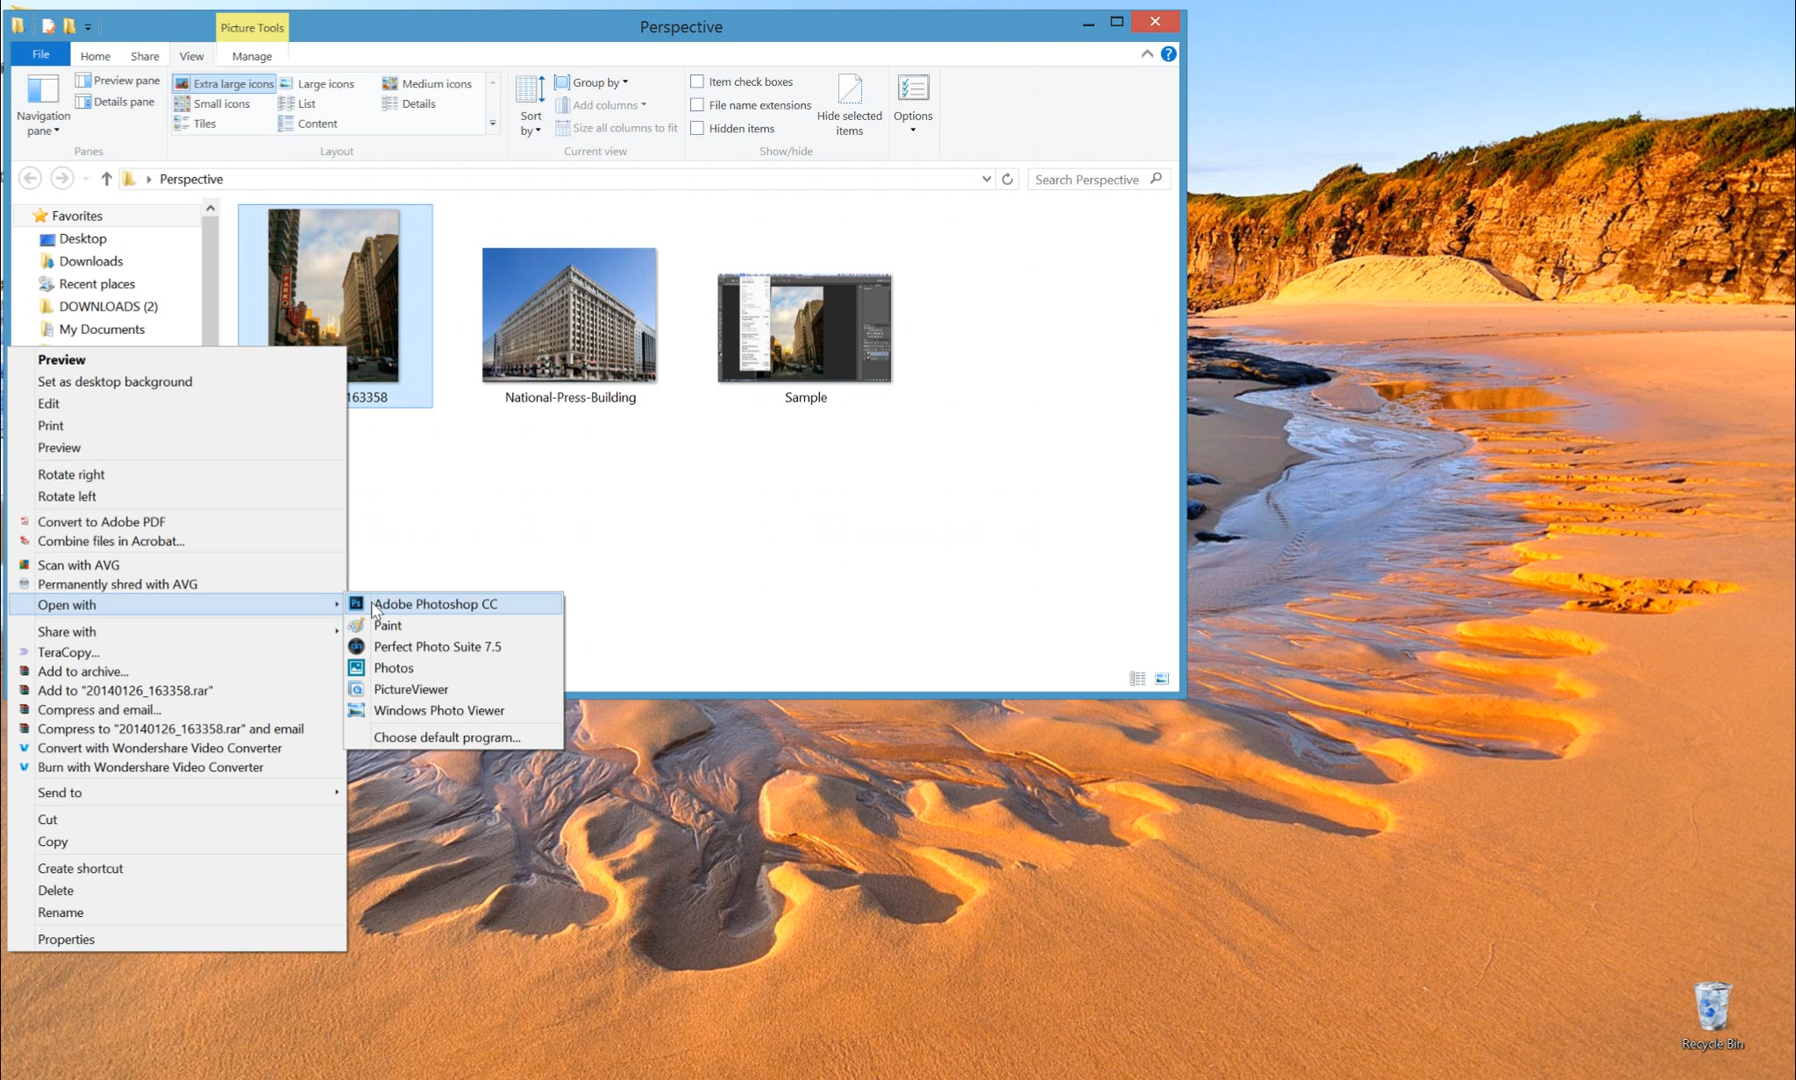 Picture Tools
Perspective
File
Home
Share
View
Manage
Navigation
pane
Preview pane
Details pane
Panes
Extra large icons
Large icons
Medium icons
Small icons
List
Details
Tiles
Content
Layout
Sort
by
Group by
Add columns
Size all columns to fit
Current view
Item check boxes
File name extensions
Hidden items
Hide selected
items
Show/hide
Options
Perspective
Search Perspective
Favorites
Desktop
Downloads
Recent places
DOWNLOADS (2)
My Documents
163358
National-Press-Building
Sample
Preview
Set as desktop background
Edit
Print
Preview
Rotate right
Rotate left
Convert to Adobe PDF
Combine files in Acrobat...
Scan with AVG
Permanently shred with AVG
Open with
Share with
TeraCopy...
Add to archive...
Add to "20140126_163358.rar"
Compress and email...
Compress to "20140126_163358.rar" and email
Convert with Wondershare Video Converter
Burn with Wondershare Video Converter
Send to
Cut
Copy
Create shortcut
Delete
Rename
Properties
Ps Adobe Photoshop CC
Paint
on Perfect Photo Suite 7.5
Photos
PictureViewer
Windows Photo Viewer
Choose default program...
Recycle Bin